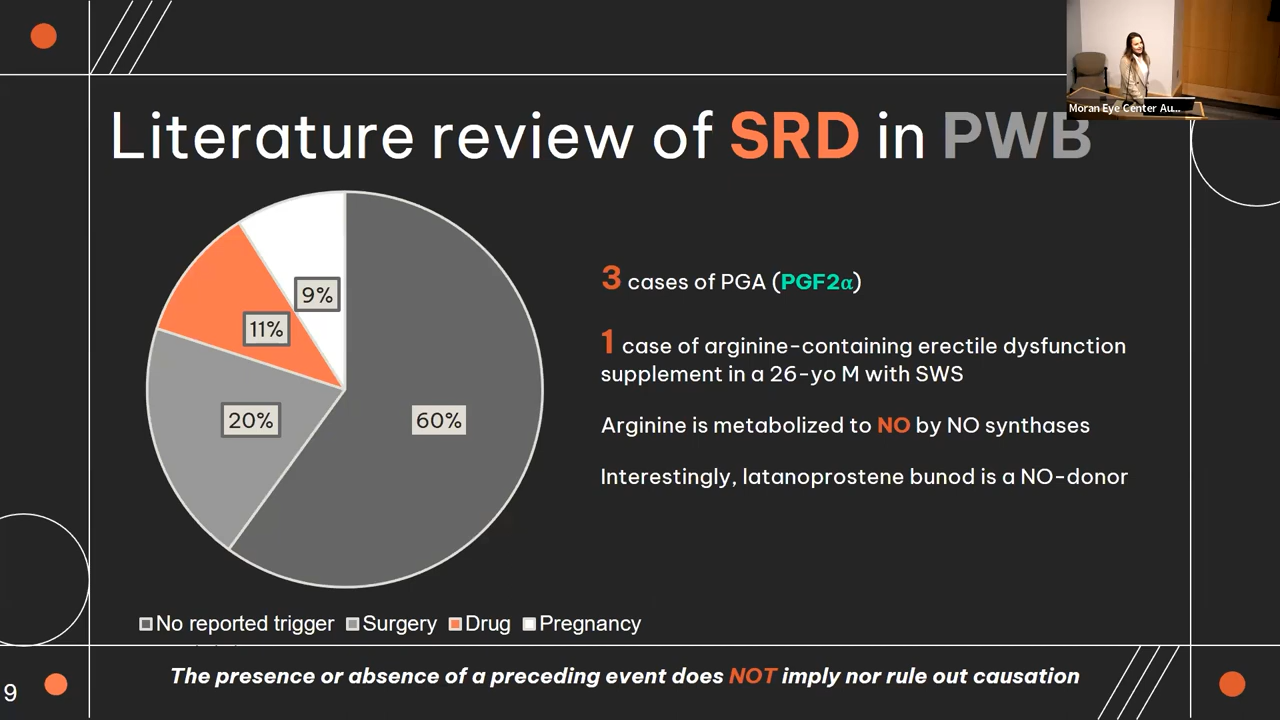 Moran Eye Center Au...
Literature review of SRD in PWB
9%
11%
20%
60%
3 cases of PGA (PGF2α)
1 case of arginine-containing erectile dysfunction
supplement in a 26-yo M with SWS
Arginine is metabolized to NO by NO synthases
Interestingly, latanoprostene bunod is a NO-donor
No reported trigger Surgery Drug Pregnancy
The presence or absence of a preceding event does NOT imply nor rule out causation
9